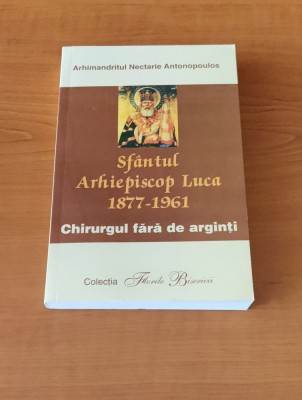 Arhimandritul Nectarie Antonopoulos
Sfântul
Arhiepiscop Luca
1877-1961
Chirurgul fără de arginți
Colecția Florile Bisericii